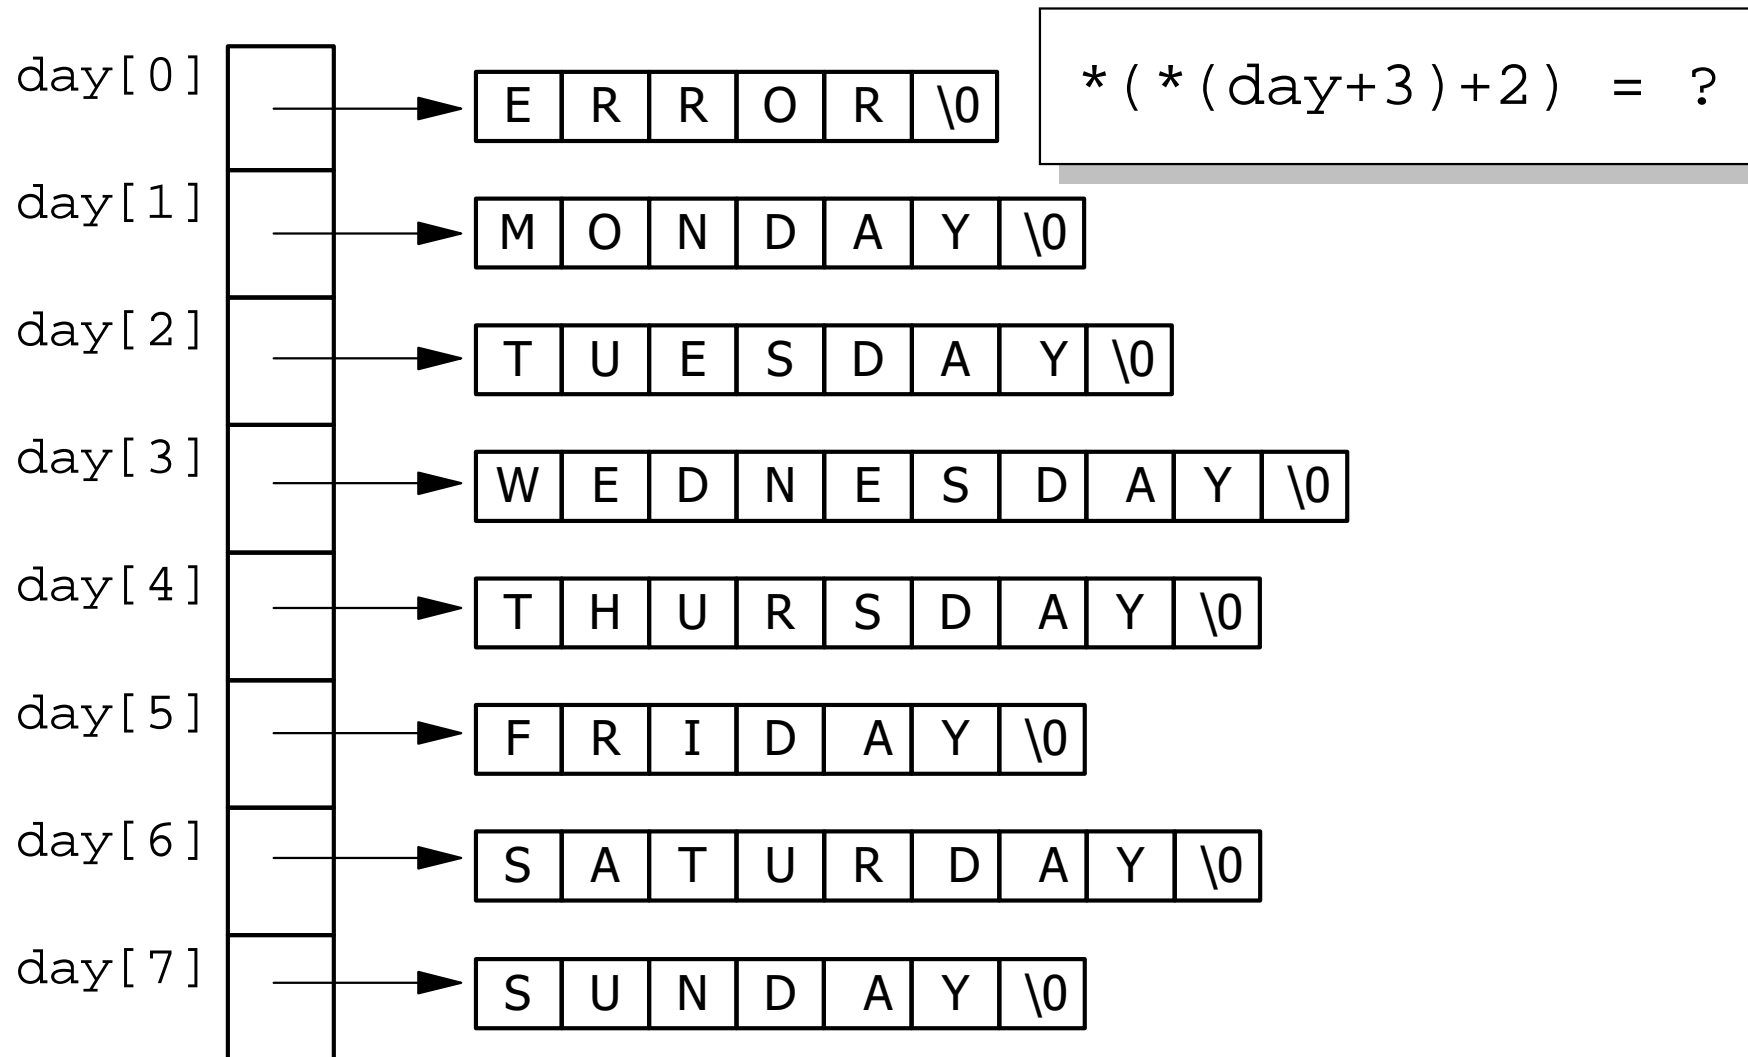 *(*(day+3)+2) = ?
day[0] E R R O R \0
day[1] M O N D A Y \0
day[2] T U E S D A Y \0
day[3] W E D N E S D A Y \0
day[4] T H U R S D A Y \0
day[5] F R I D A Y \0
day[6] S A T U R D A Y \0
day[7] S U N D A Y \0